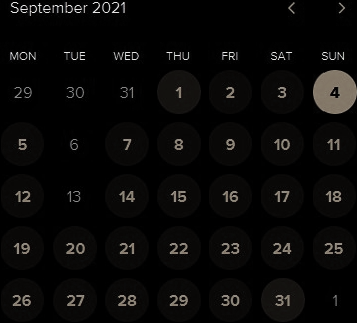 September 2021
MON TUE WED THU FRI SAT SUN
29 30 31 1 2 3 4
5 6 7 8 9 10 11
12 13 14 15 16 17 18
19 20 21 22 23 24 25
26 27 28 29 30 31 1